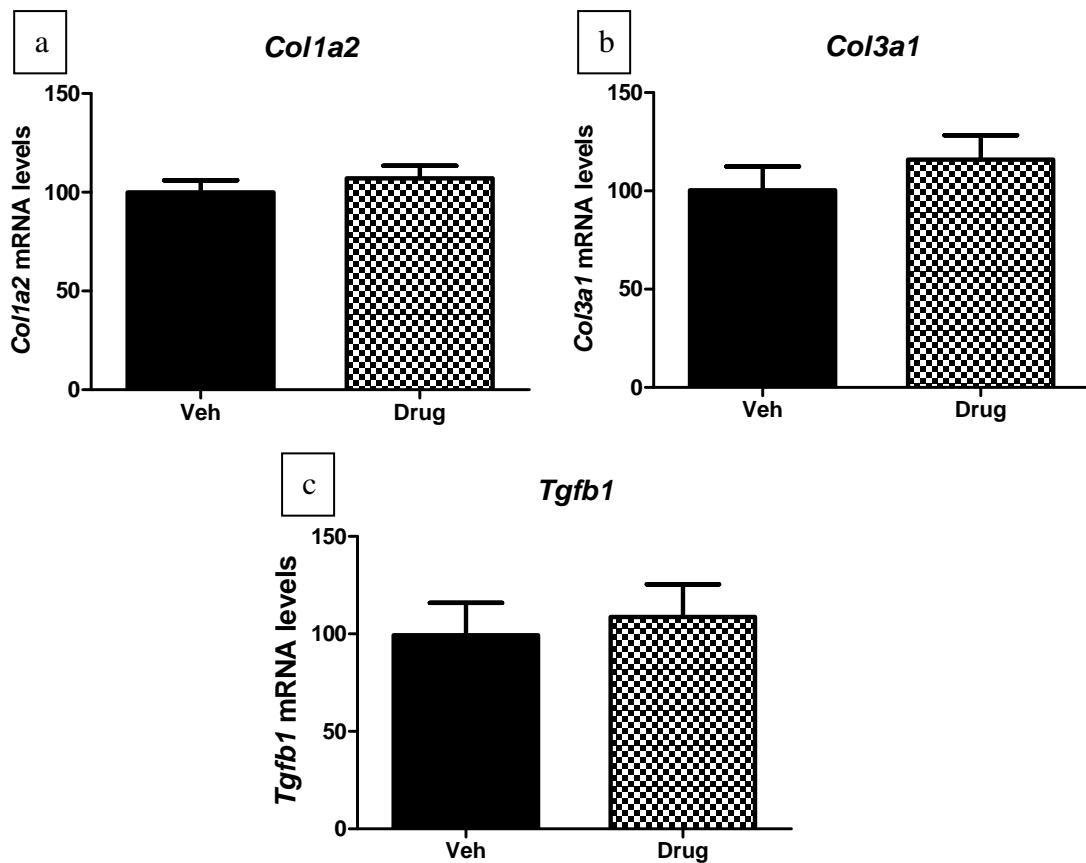 a
Col1a2
Col1a2 mRNA levels
150
100
50
0
Veh Drug
b
Col3a1
Col3a1 mRNA levels
150
100
50
0
Veh Drug
c
Tgfb1
Tgfb1 mRNA levels
150
100
50
0
Veh Drug